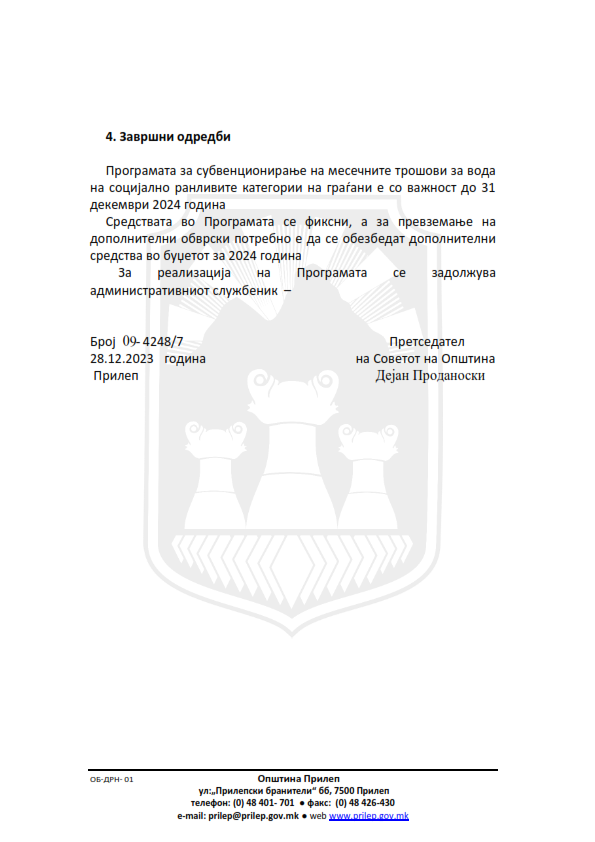 4. Завршни одредби
Програмата за субвенционирање на месечните трошови за вода
на социјално ранливите категории на граѓани е со важност до 31
декември 2024 година
Средствата во Програмата се фиксни, а за превземање на
дополнителни обврски потребно е да се обезбедат дополнителни
средства во буџетот за 2024 година
За реализација на Програмата се задолжува
административниот службеник –
Број 09-4248/7
28.12.2023 година
Прилеп
Претседател
на Советот на Општина
Дејан Проданоски
ОБ-ДРН- 01
Општина Прилеп
ул:„Прилепски бранители“ бб, 7500 Прилеп
телефон: (0) 48 401- 701 ● факс: (0) 48 426-430
e-mail: prilep@prilep.gov.mk ● web www.prilep.gov.mk